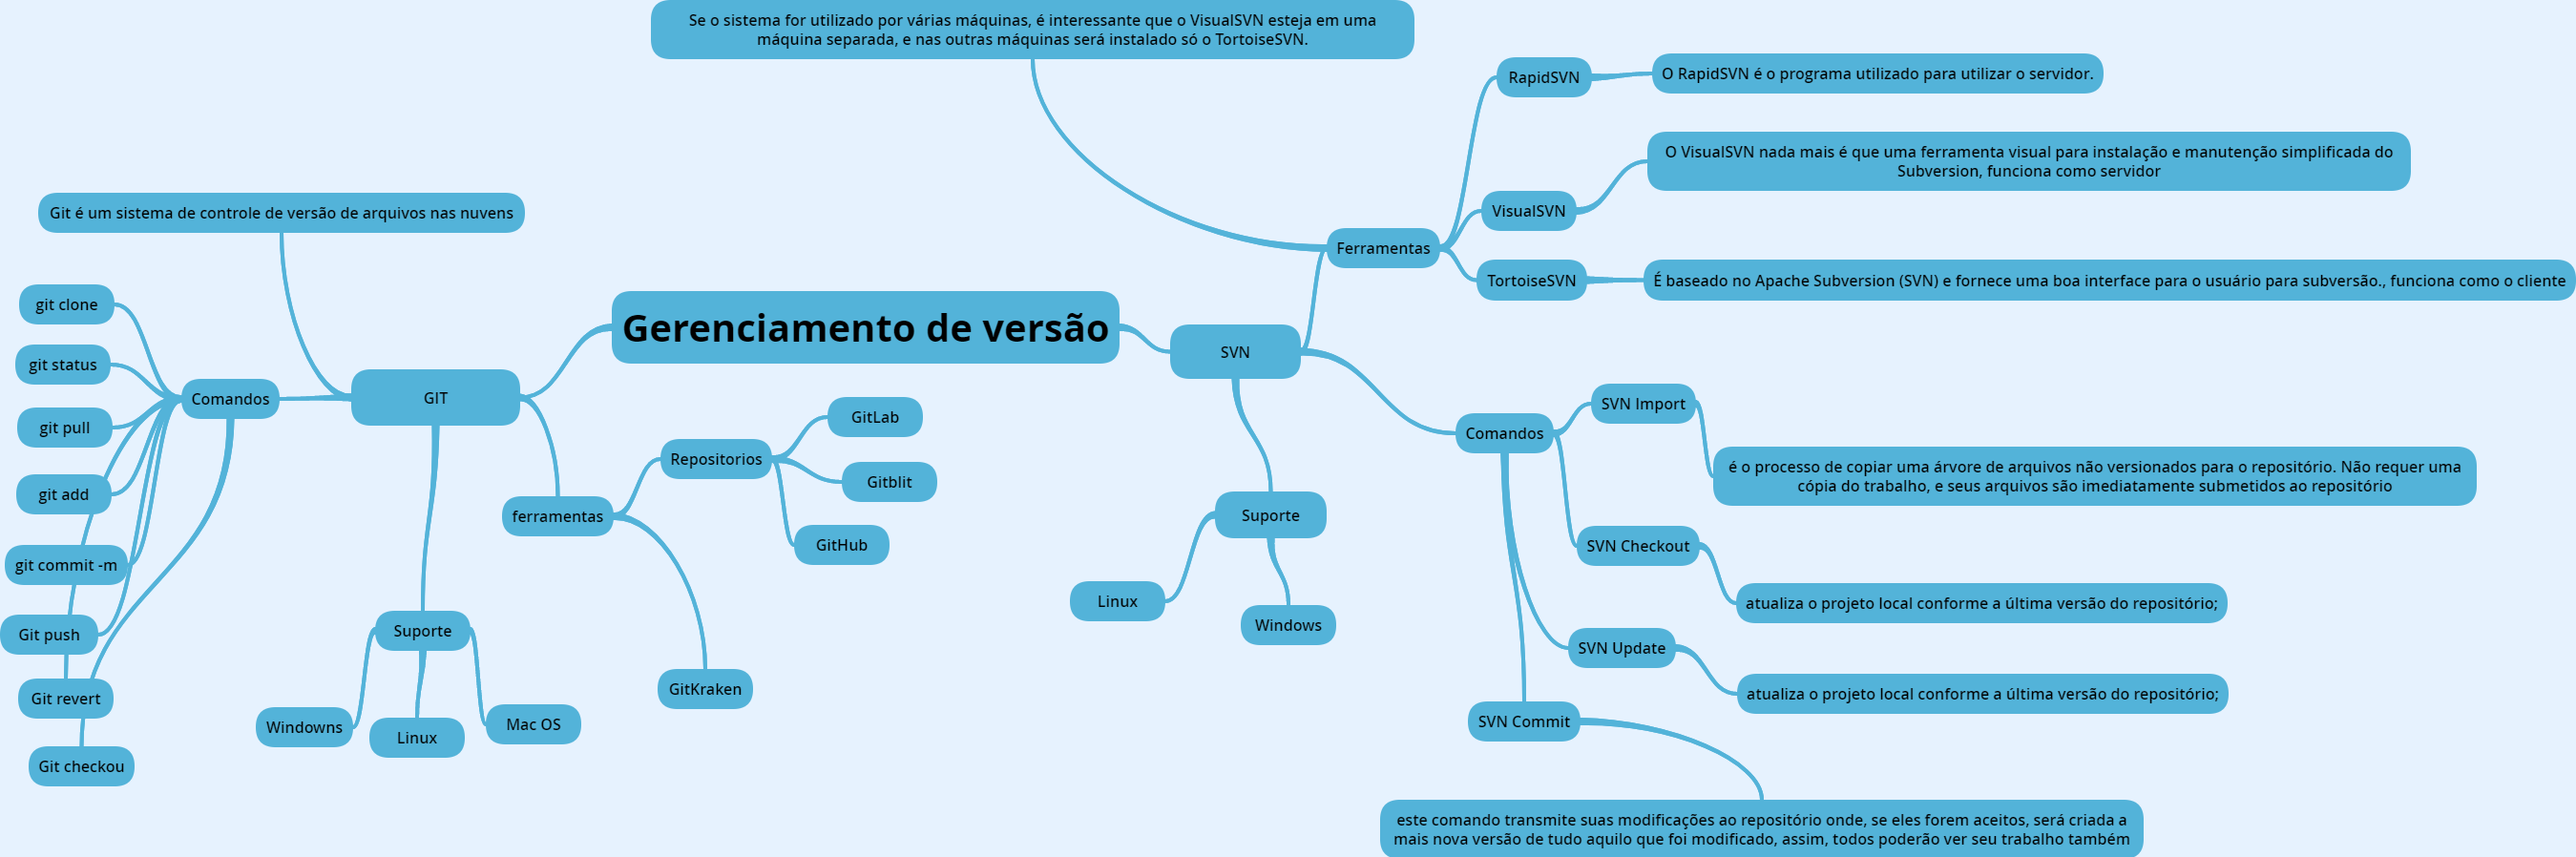 Se o sistema for utilizado por várias máquinas, é interessante que o VisualSVN esteja em uma
máquina separada, e nas outras máquinas será instalado só o TortoiseSVN.
RapidSVN
O RapidSVN é o programa utilizado para utilizar o servidor.
O VisualSVN nada mais é que uma ferramenta visual para instalação e manutenção simplificada do
Subversion, funciona como servidor
VisualSVN
Ferramentas
TortoiseSVN
É baseado no Apache Subversion (SVN) e fornece uma boa interface para o usuário para subversão., funciona como o cliente
Gerenciamento de versão
SVN
Git é um sistema de controle de versão de arquivos nas nuvens
GIT
Comandos
git clone
git status
git pull
git add
git commit -m
Git push
Git revert
Git checkou
Suporte
Windowns
Linux
Mac OS
ferramentas
Repositorios
GitLab
Gitblit
GitHub
GitKraken
Suporte
Linux
Windows
Comandos
SVN Import
é o processo de copiar uma árvore de arquivos não versionados para o repositório. Não requer uma
cópia do trabalho, e seus arquivos são imediatamente submetidos ao repositório
SVN Checkout
atualiza o projeto local conforme a última versão do repositório;
SVN Update
atualiza o projeto local conforme a última versão do repositório;
SVN Commit
este comando transmite suas modificações ao repositório onde, se eles forem aceitos, será criada a
mais nova versão de tudo aquilo que foi modificado, assim, todos poderão ver seu trabalho também